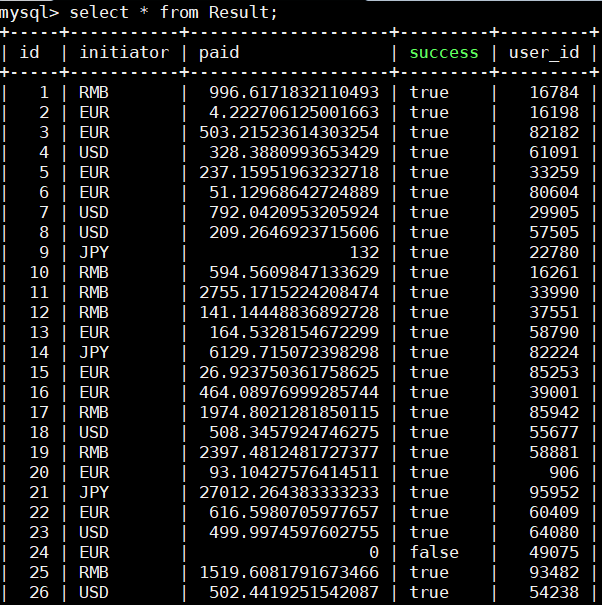 mysql> select * from Result;
+-----+-----------+--------------------+---------+---------+
| id | initiator | paid | success | user_id |
+-----+-----------+--------------------+---------+---------+
| 1 | RMB | 996.6171832110493 | true | 16784 |
| 2 | EUR | 4.222706125001663 | true | 16198 |
| 3 | EUR | 503.21523614303254 | true | 82182 |
| 4 | USD | 328.3880993653429 | true | 61091 |
| 5 | EUR | 237.15951963232718 | true | 33259 |
| 6 | EUR | 51.12968642724889 | true | 80604 |
| 7 | USD | 792.0420953205924 | true | 29905 |
| 8 | USD | 209.2646923715606 | true | 57505 |
| 9 | JPY | 132 | true | 22780 |
| 10 | RMB | 594.5609847133629 | true | 16261 |
| 11 | RMB | 2755.1715224208474 | true | 33990 |
| 12 | RMB | 141.14448836892728 | true | 37551 |
| 13 | EUR | 164.5328154672299 | true | 58790 |
| 14 | JPY | 6129.715072398298 | true | 82224 |
| 15 | EUR | 26.923750361758625 | true | 85253 |
| 16 | EUR | 464.08976999285744 | true | 39001 |
| 17 | RMB | 1974.8021281850115 | true | 85942 |
| 18 | USD | 508.3457924746275 | true | 55677 |
| 19 | RMB | 2397.4812481727377 | true | 58881 |
| 20 | EUR | 93.10427576414511 | true | 906 |
| 21 | JPY | 27012.264383333233 | true | 95952 |
| 22 | EUR | 616.5980705977657 | true | 60409 |
| 23 | USD | 499.9974597602755 | true | 64080 |
| 24 | EUR | 0 | false | 49075 |
| 25 | RMB | 1519.6081791673466 | true | 93482 |
| 26 | USD | 502.4419251542087 | true | 54238 |